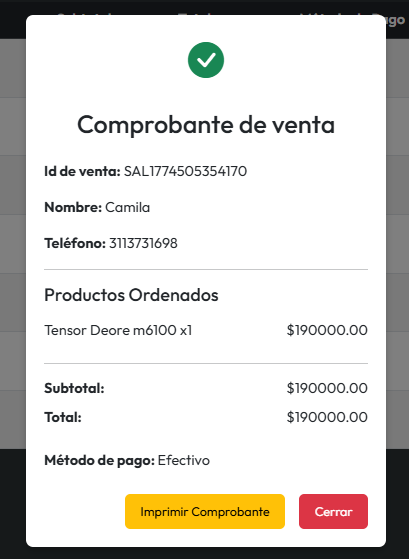 Comprobante de venta
Id de venta: SAL1774505354170
Nombre: Camila
Teléfono: 3113731698
Productos Ordenados
Tensor Deore m6100 x1 $190000.00
Subtotal: $190000.00
Total: $190000.00
Método de pago: Efectivo
Imprimir Comprobante Cerrar